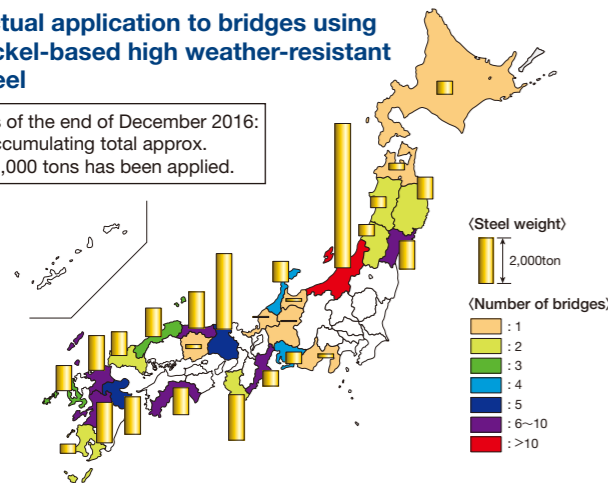 ctual application to bridges using
ckel-based high weather-resistant
eel
s of the end of December 2016:
ccumulating total approx.
,000 tons has been applied.
〈Steel weight〉
2,000ton
〈Number of bridges〉
: 1
: 2
: 3
: 4
: 5
: 6~10
: >10